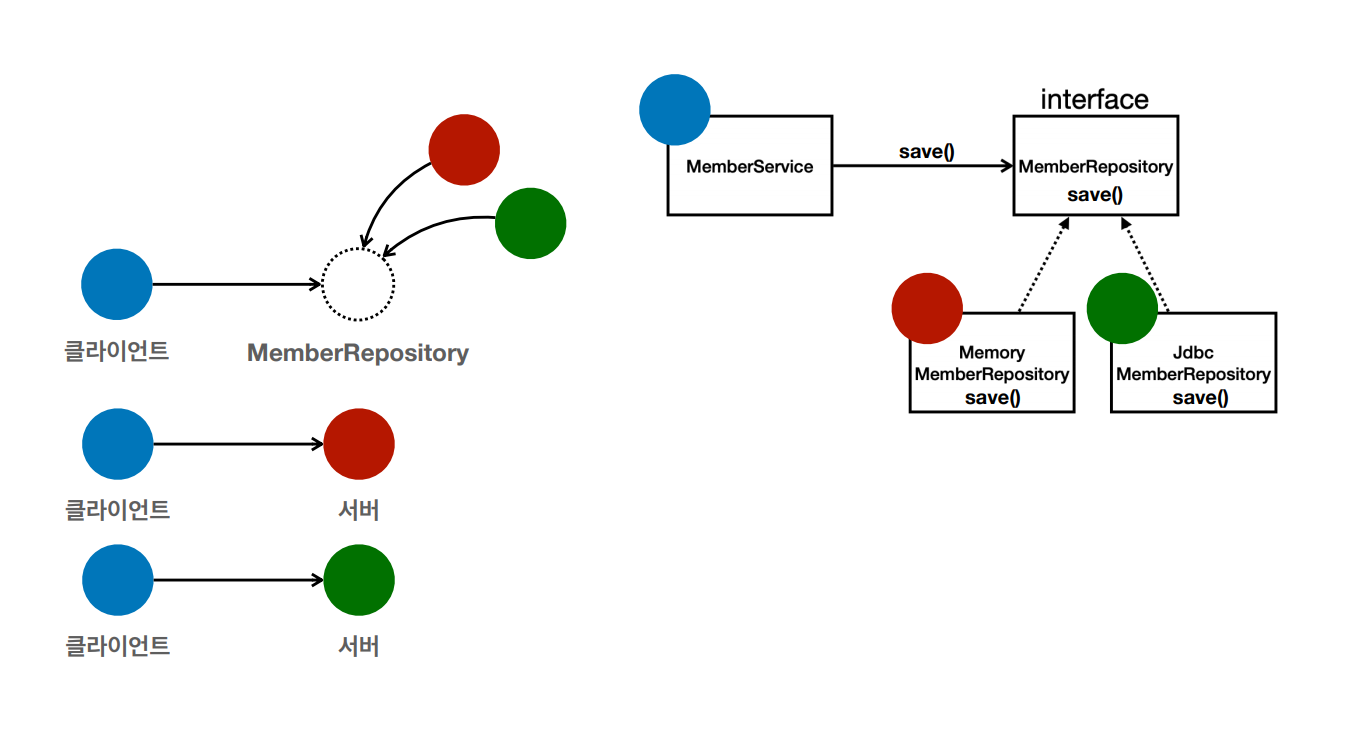 클라이언트
MemberRepository
클라이언트
서버
클라이언트
서버
interface
MemberService
save()
MemberRepository
save()
Memory
MemberRepository
save()
Jdbc
MemberRepository
save()